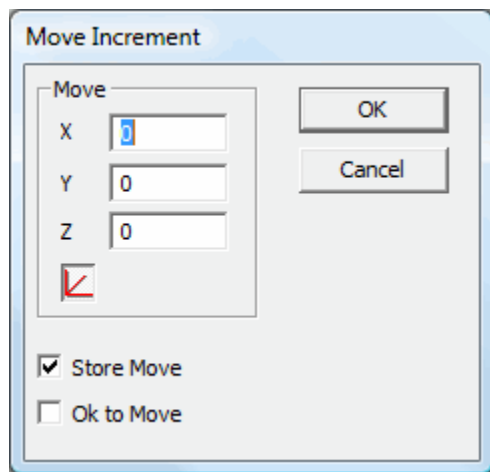 Move Increment
Move
X 0
Y 0
Z 0
OK
Cancel
Store Move
Ok to Move